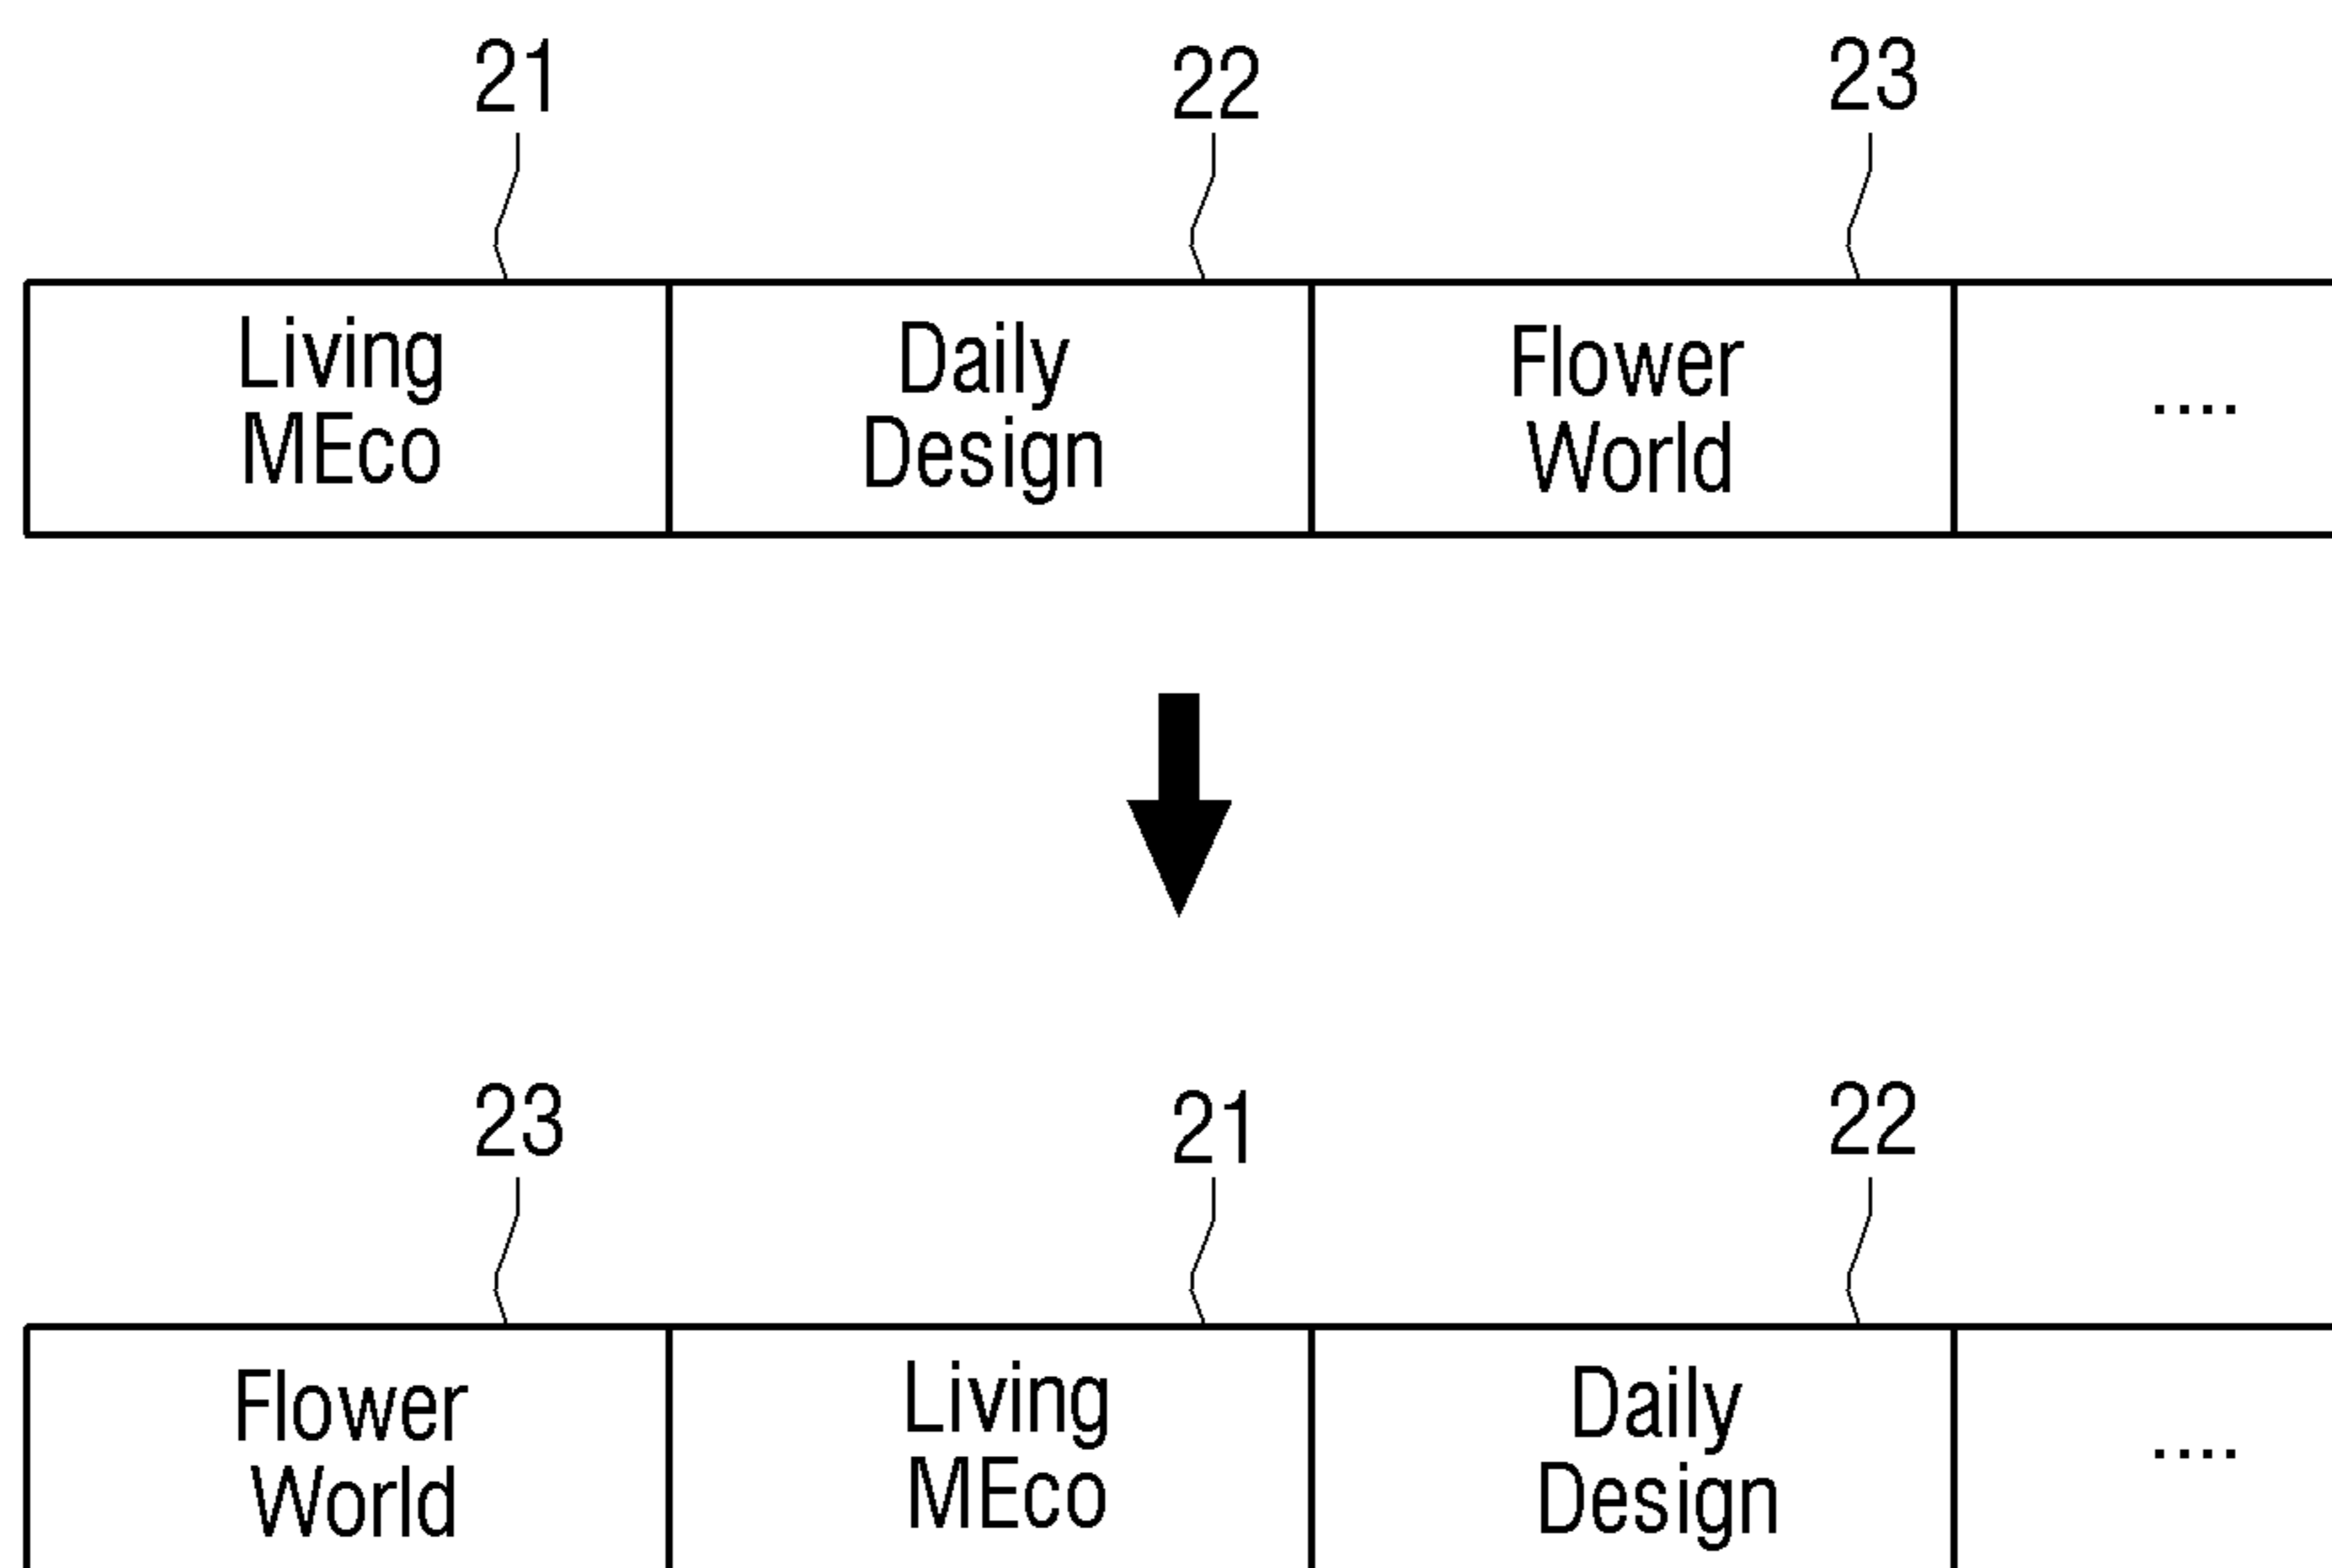 21 22 23
Living MEco
Daily Design
Flower World
....
23 21 22
Flower World
Living MEco
Daily Design
....